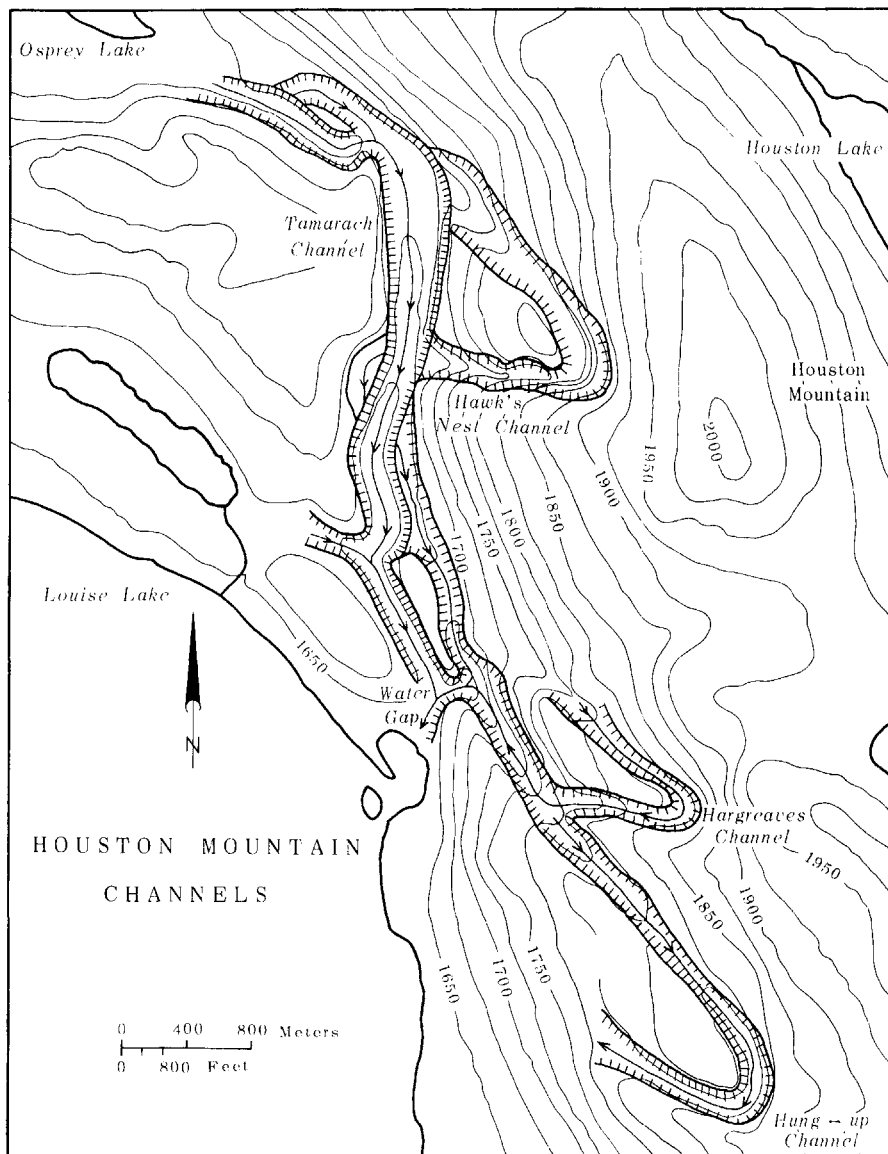 Osprey Lake
Houston Lake
Tamarach
Channel
Houston
Mountain
Hawk's
Nest Channel
2000
1950
1900
1850
1800
1750
1700
Louise Lake
1650
N
Water
Gap
Hargreaves
Channel
HOUSTON MOUNTAIN
CHANNELS
1950
1900
1850
1750
1700
1650
0 400 800 Meters
0 800 Feet
Hung-up
Channel